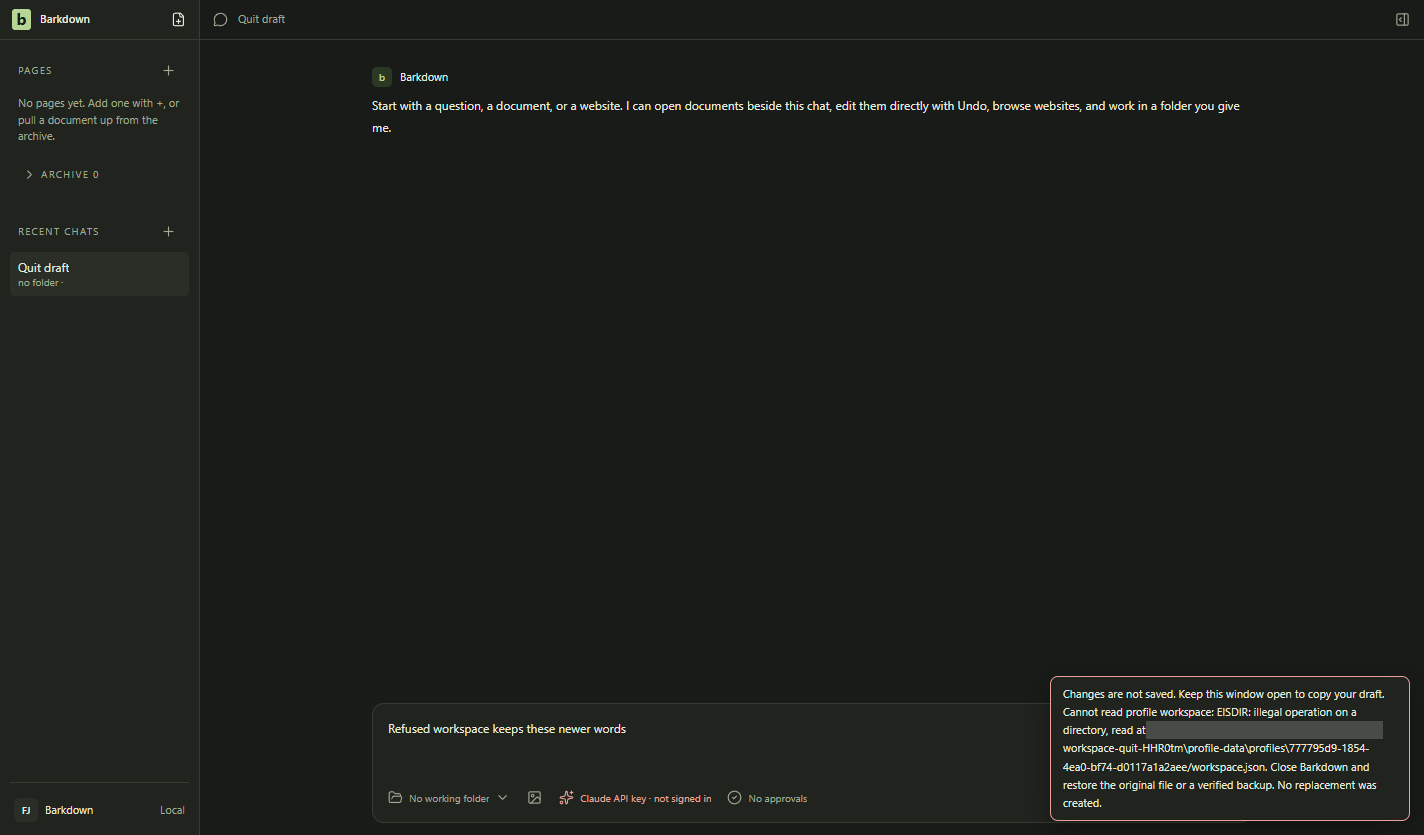 b Barkdown
Quit draft
PAGES
No pages yet. Add one with +, or
pull a document up from the
archive.
ARCHIVE 0
RECENT CHATS
Quit draft
no folder ·
b Barkdown
Start with a question, a document, or a website. I can open documents beside this chat, edit them directly with Undo, browse websites, and work in a folder you give
me.
Refused workspace keeps these newer words
No working folder
Claude API key · not signed in
No approvals
Changes are not saved. Keep this window open to copy your draft.
Cannot read profile workspace: EISDIR: illegal operation on a
directory, read at
workspace-quit-HHR0tm\profile-data\profiles\777795d9-1854-
4ea0-bf74-d0117a1a2aee/workspace.json. Close Barkdown and
restore the original file or a verified backup. No replacement was
created.
FJ Barkdown Local